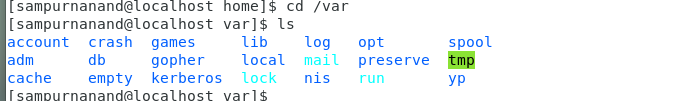 [sampurnanand@localhost home]$ cd /var
[sampurnanand@localhost var]$ ls
account crash games lib log opt spool
adm db gopher local mail preserve tmp
cache empty kerberos lock nis run yp
[sampurnanand@localhost var]$